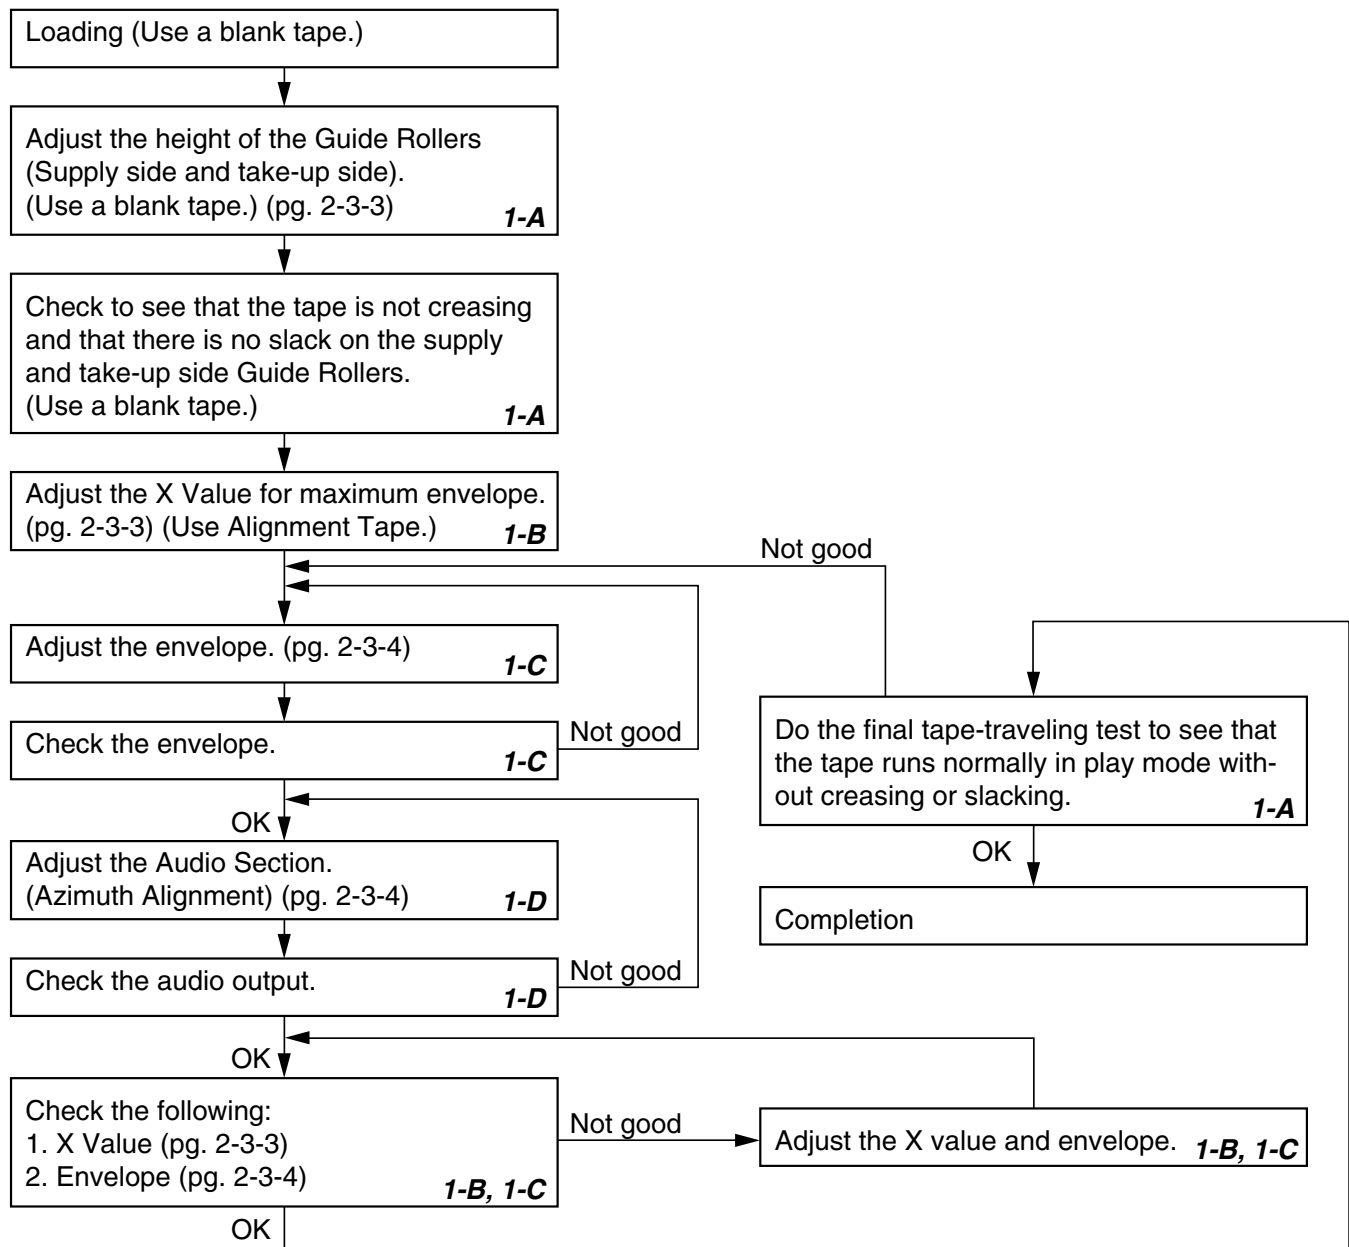 Loading (Use a blank tape.)
Adjust the height of the Guide Rollers
(Supply side and take-up side).
(Use a blank tape.) (pg. 2-3-3)
1-A
Check to see that the tape is not creasing
and that there is no slack on the supply
and take-up side Guide Rollers.
(Use a blank tape.)
1-A
Adjust the X Value for maximum envelope.
(pg. 2-3-3) (Use Alignment Tape.)
1-B
Adjust the envelope. (pg. 2-3-4)
1-C
Check the envelope.
1-C
Not good
OK
Adjust the Audio Section.
(Azimuth Alignment) (pg. 2-3-4)
1-D
Check the audio output.
1-D
Not good
OK
Check the following:
1. X Value (pg. 2-3-3)
2. Envelope (pg. 2-3-4)
1-B, 1-C
OK
Not good
Adjust the X value and envelope.
1-B, 1-C
Not good
Do the final tape-traveling test to see that
the tape runs normally in play mode with-
out creasing or slacking.
1-A
OK
Completion